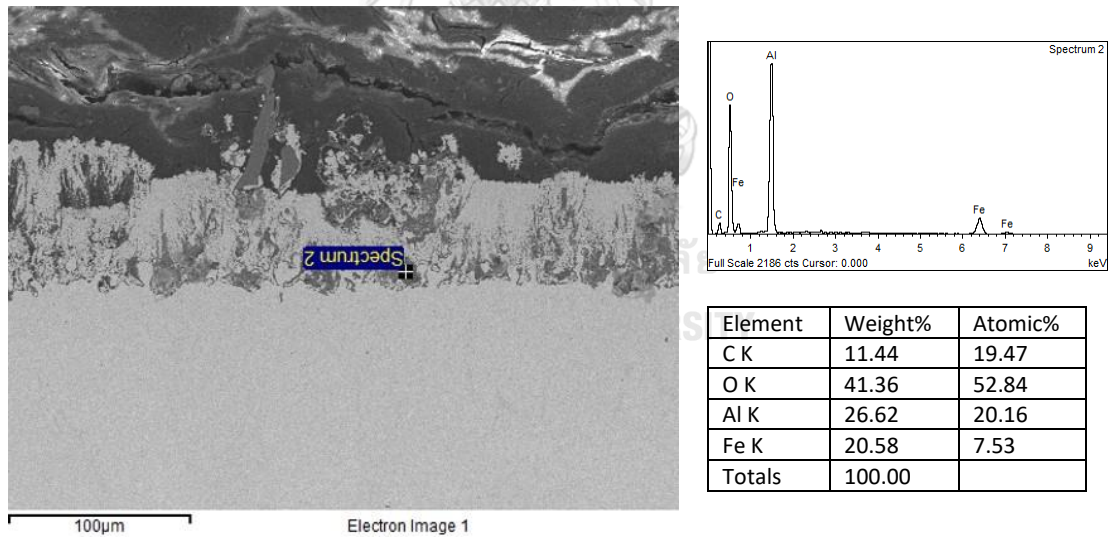 Spectrum 2
100µm
Electron Image 1
Spectrum 2
Al
O
Fe
C
Fe
Fe
1 2 3 4 5 6 7 8 9
Full Scale 2186 cts Cursor: 0.000
keV
SITY
Element Weight% Atomic%
C K 11.44 19.47
O K 41.36 52.84
Al K 26.62 20.16
Fe K 20.58 7.53
Totals 100.00